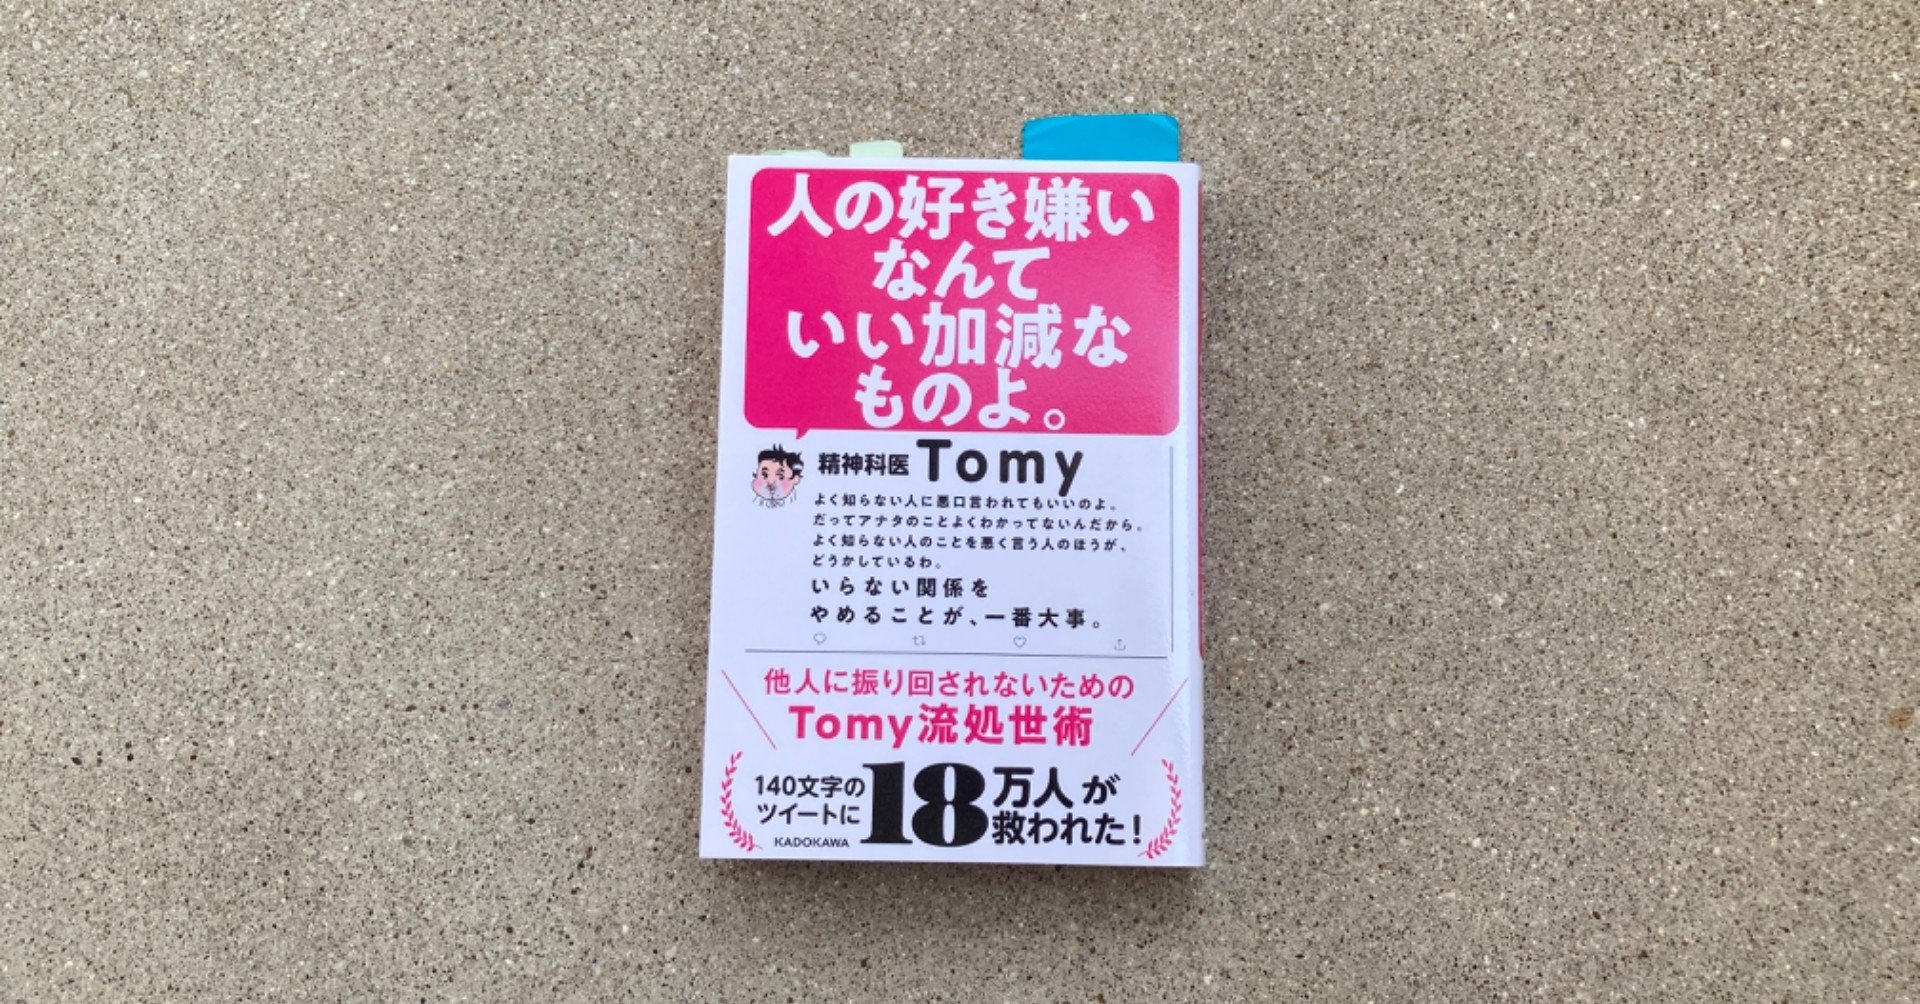 人の好き嫌い
なんて
いい加減な
ものよ。
精神科医 Tomy
よく知らない人に悪口言われてもいいのよ。
だってアナタのことよくわかってないんだから。
よく知らない人のことを悪く言う人のほうが、
どうかしているわ。
いらない関係を
やめることが、一番大事。
他人に振り回されないための
Tomy流処世術
140文字の
ツイートに
18万人が
救われた!
KADOKAWA